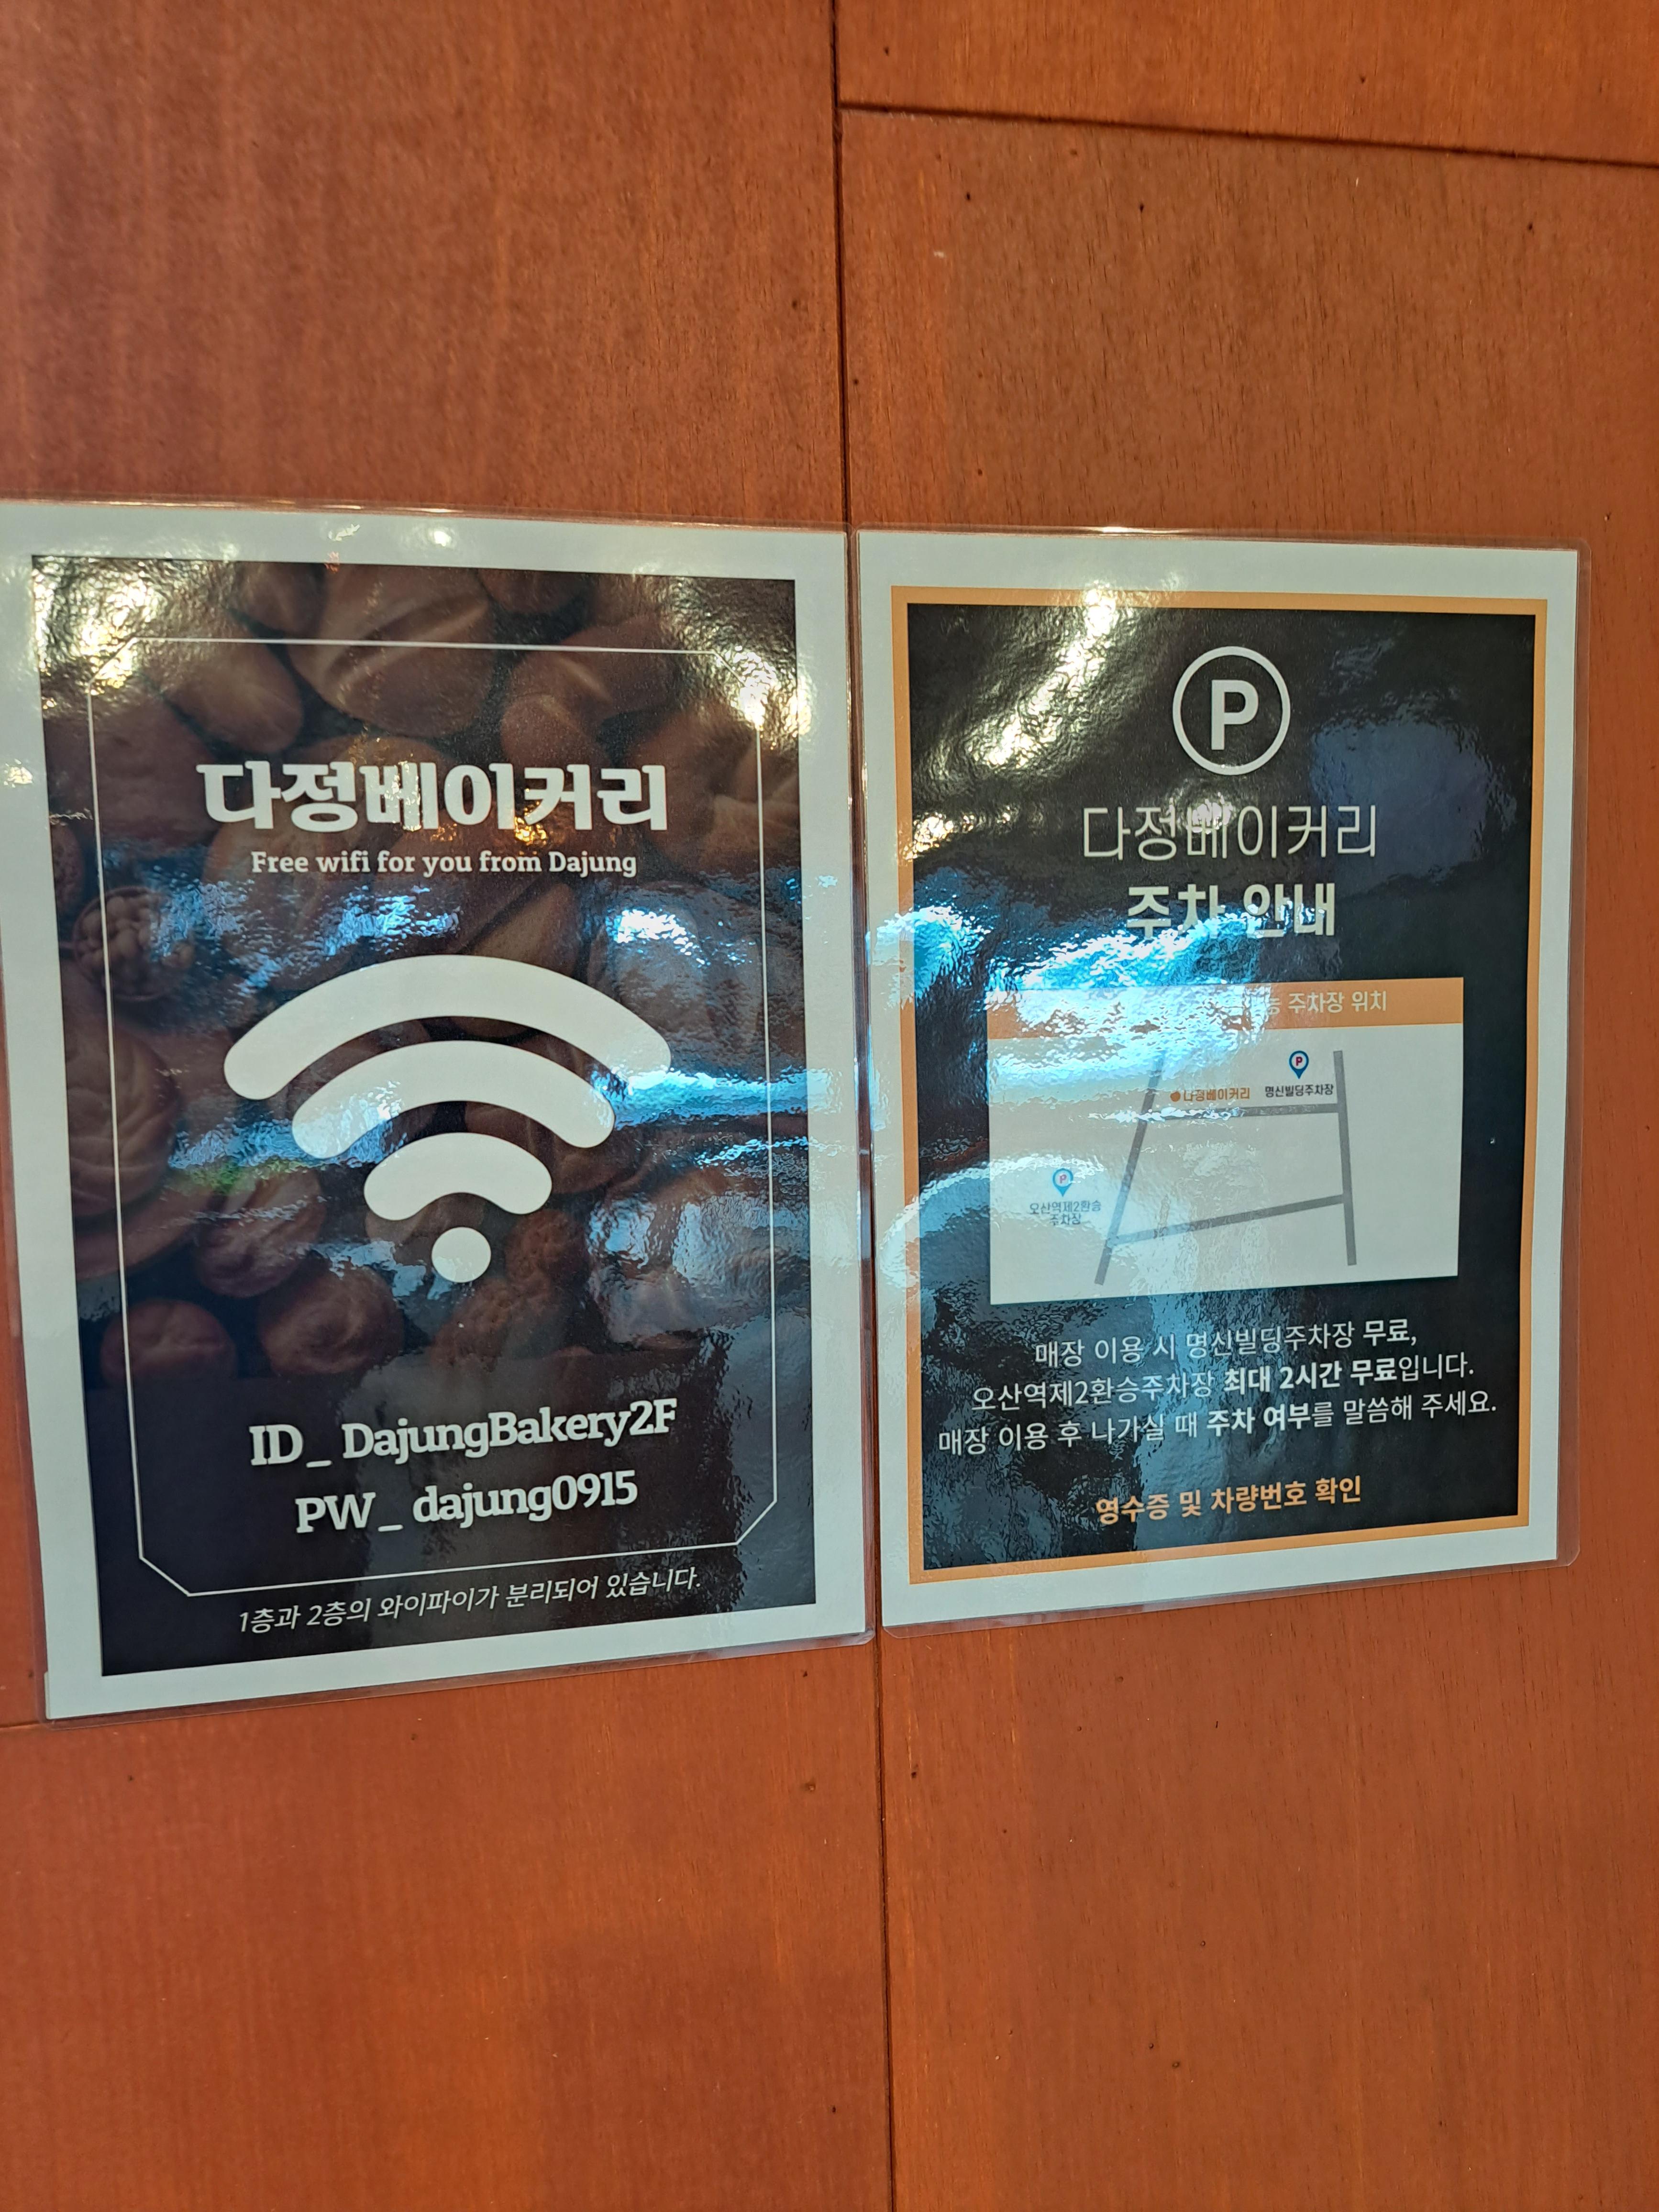 다정베이커리
Free wifi for you from Dajung
ID_ DajungBakery2F
PW_ dajung0915
1층과 2층의 와이파이가 분리되어 있습니다.
P
다정베이커리
주차 안내
주차장 위치
P
명신빌딩주차장
다정베이커리
P
오산역제2환승
주차장
매장 이용 시 명신빌딩주차장 무료,
오산역제2환승주차장 최대 2시간 무료입니다.
매장 이용 후 나가실 때 주차 여부를 말씀해 주세요.
영수증 및 차량번호 확인